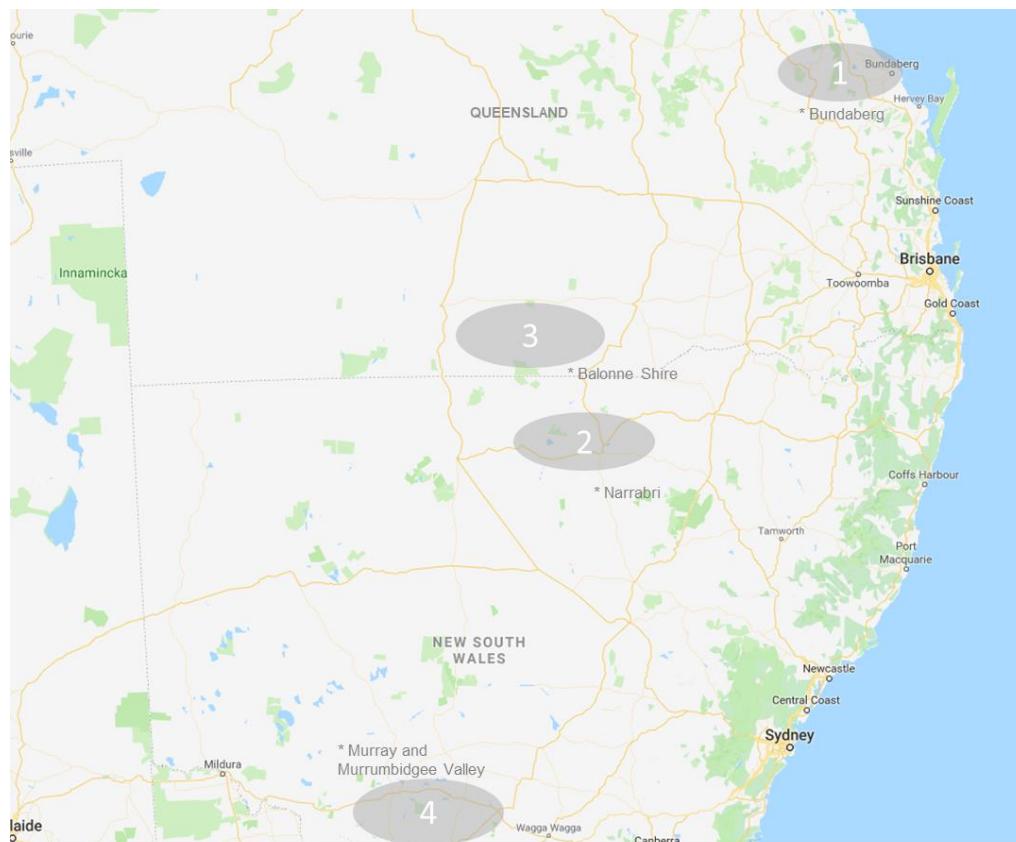 ourie
1
Bundaberg
Hervey Bay
QUEENSLAND
* Bundaberg
sville
Sunshine Coast
Brisbane
Innamincka
Toowoomba
Gold Coast
3
* Balonne Shire
2
Coffs Harbour
* Narrabri
Tamworth
Port
Macquarie
NEW SOUTH
WALES
Newcastle
Central Coast
Sydney
* Murray and
Murrumbidgee Valley
Mildura
4
laide
Wagga Wagga
Canberra